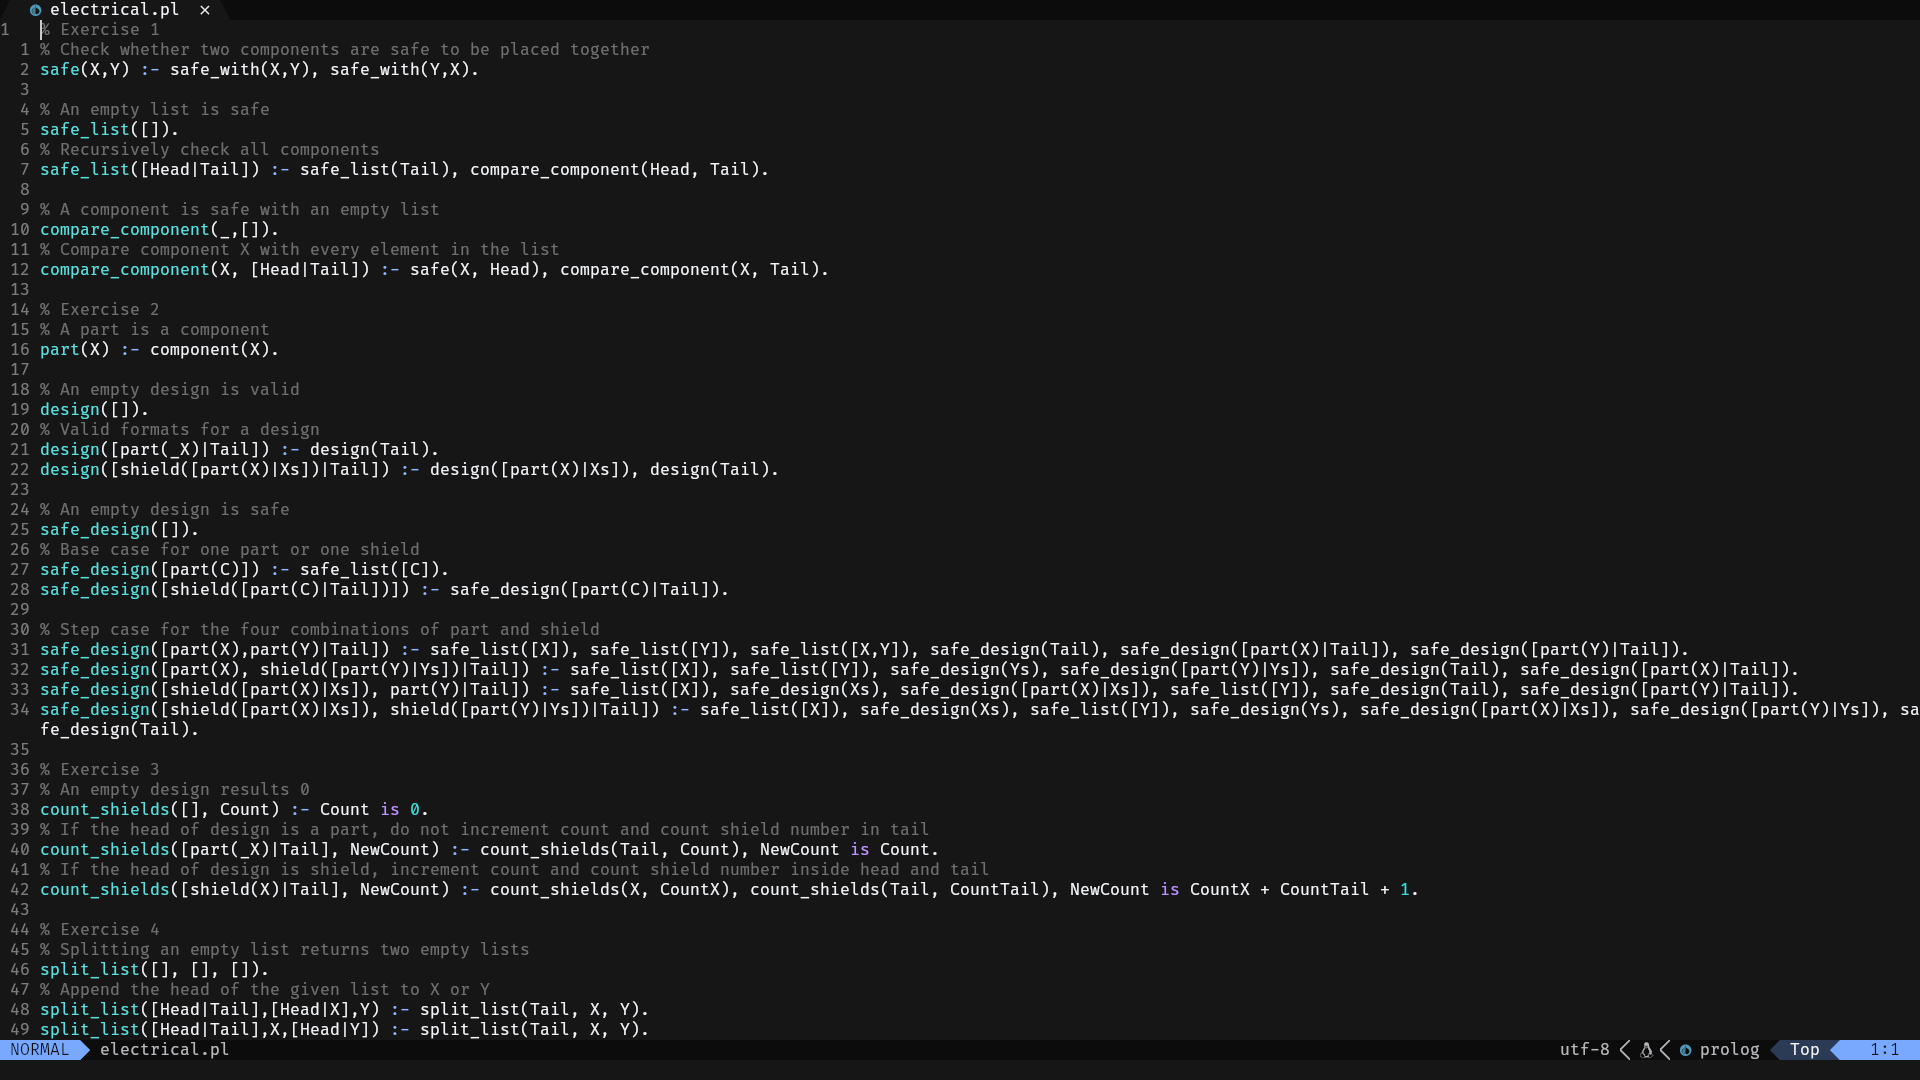 electrical.pl ×
1 % Exercise 1
1 % Check whether two components are safe to be placed together
2 safe(X,Y) :- safe_with(X,Y), safe_with(Y,X).
3
4 % An empty list is safe
5 safe_list([]).
6 % Recursively check all components
7 safe_list([Head|Tail]) :- safe_list(Tail), compare_component(Head, Tail).
8
9 % A component is safe with an empty list
10 compare_component(_,[]).
11 % Compare component X with every element in the list
12 compare_component(X, [Head|Tail]) :- safe(X, Head), compare_component(X, Tail).
13
14 % Exercise 2
15 % A part is a component
16 part(X) :- component(X).
17
18 % An empty design is valid
19 design([]).
20 % Valid formats for a design
21 design([part(_X)|Tail]) :- design(Tail).
22 design([shield([part(X)|Xs])|Tail]) :- design([part(X)|Xs]), design(Tail).
23
24 % An empty design is safe
25 safe_design([]).
26 % Base case for one part or one shield
27 safe_design([part(C)]) :- safe_list([C]).
28 safe_design([shield([part(C)|Tail])]) :- safe_design([part(C)|Tail]).
29
30 % Step case for the four combinations of part and shield
31 safe_design([part(X),part(Y)|Tail]) :- safe_list([X]), safe_list([Y]), safe_list([X,Y]), safe_design(Tail), safe_design([part(X)|Tail]), safe_design([part(Y)|Tail]).
32 safe_design([part(X), shield([part(Y)|Ys])|Tail]) :- safe_list([X]), safe_list([Y]), safe_design(Ys), safe_design([part(Y)|Ys]), safe_design(Tail), safe_design([part(X)|Tail]).
33 safe_design([shield([part(X)|Xs]), part(Y)|Tail]) :- safe_list([X]), safe_design(Xs), safe_design([part(X)|Xs]), safe_list([Y]), safe_design(Tail), safe_design([part(Y)|Tail]).
34 safe_design([shield([part(X)|Xs]), shield([part(Y)|Ys])|Tail]) :- safe_list([X]), safe_design(Xs), safe_list([Y]), safe_design(Ys), safe_design([part(X)|Xs]), safe_design([part(Y)|Ys]), sa
fe_design(Tail).
35
36 % Exercise 3
37 % An empty design results 0
38 count_shields([], Count) :- Count is 0.
39 % If the head of design is a part, do not increment count and count shield number in tail
40 count_shields([part(_X)|Tail], NewCount) :- count_shields(Tail, Count), NewCount is Count.
41 % If the head of design is shield, increment count and count shield number inside head and tail
42 count_shields([shield(X)|Tail], NewCount) :- count_shields(X, CountX), count_shields(Tail, CountTail), NewCount is CountX + CountTail + 1.
43
44 % Exercise 4
45 % Splitting an empty list returns two empty lists
46 split_list([], [], []).
47 % Append the head of the given list to X or Y
48 split_list([Head|Tail],[Head|X],Y) :- split_list(Tail, X, Y).
49 split_list([Head|Tail],X,[Head|Y]) :- split_list(Tail, X, Y).
NORMAL electrical.pl utf-8 prolog Top 1:1